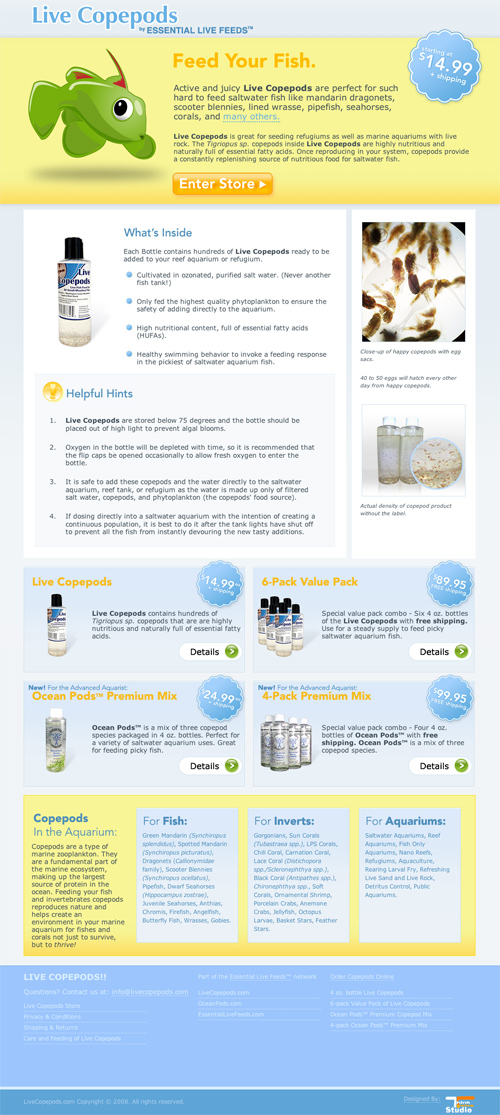 Live Copepods
by ESSENTIAL LIVE FEEDS™
starting at
$14.99
+ shipping
Feed Your Fish.
Active and juicy Live Copepods are perfect for such
hard to feed saltwater fish like mandarin dragonets,
scooter blennies, lined wrasse, pipefish, seahorses,
corals, and many others.
Live Copepods is great for seeding refugiums as well as marine aquariums with live
rock. The Tigriopus sp. copepods inside Live Copepods are highly nutritious and
naturally full of essential fatty acids. Once reproducing in your system, copepods provide
a constantly replenishing source of nutritious food for saltwater fish.
Enter Store
What's Inside
Each Bottle contains hundreds of Live Copepods ready to be
added to your reef aquarium or refugium.
Cultivated in ozonated, purified salt water. (Never another
fish tank!)
Only fed the highest quality phytoplankton to ensure the
safety of adding directly to the aquarium.
High nutritional content, full of essential fatty acids
(HUFAs).
Healthy swimming behavior to invoke a feeding response
in the pickiest of saltwater aquarium fish.
Live
Copepods
Close-up of happy copepods with egg
sacs.
40 to 50 eggs will hatch every other
day from happy copepods.
Actual density of copepod product
without the label.
Helpful Hints
1. Live Copepods are stored below 75 degrees and the bottle should be
placed out of high light to prevent algal blooms.
2. Oxygen in the bottle will be depleted with time, so it is recommended that
the flip caps be opened occasionally to allow fresh oxygen to enter the
bottle.
3. It is safe to add these copepods and the water directly to the saltwater
aquarium, reef tank, or refugium as the water is made up only of filtered
salt water, copepods, and phytoplankton (the copepods' food source).
4. If dosing directly into a saltwater aquarium with the intention of creating a
continuous population, it is best to do it after the tank lights have shut off
to prevent all the fish from instantly devouring the new tasty additions.
Live Copepods
$14.99
+ shipping
Live Copepods contains hundreds of
Tigriopus sp. copepods that are are highly
nutritious and naturally full of essential fatty
acids.
Details
6-Pack Value Pack
$89.95
FREE SHIPPING
Special value pack combo - Six 4 oz. bottles
of the Live Copepods with free shipping.
Use for a steady supply to feed picky
saltwater aquarium fish.
Details
New! For the Advanced Aquarist:
Ocean Pods™ Premium Mix
$24.99
+ shipping
Ocean Pods™ is a mix of three copepod
species packaged in 4 oz. bottles. Perfect for
a variety of saltwater aquarium uses. Great
for feeding picky fish.
Details
New! For the Advanced Aquarist:
4-Pack Premium Mix
$99.95
FREE SHIPPING
Special value pack combo - Four 4 oz.
bottles of Ocean Pods™ with free
shipping. Ocean Pods™ is a mix of three
copepod species.
Details
Copepods
In the Aquarium:
Copepods are a type of
marine zooplankton. They
are a fundamental part of
the marine ecosystem,
making up the largest
source of protein in the
ocean. Feeding your fish
and invertebrates copepods
reproduces nature and
helps create an
environment in your marine
aquarium for fishes and
corals not just to survive,
but to thrive!
For Fish:
Green Mandarin (Synchiropus
splendidus), Spotted Mandarin
(Synchiropus picturatus),
Dragonets (Callionymidae
family), Scooter Blennies
(Synchiropus ocellatus),
Pipefish, Dwarf Seahorses
(Hippocampus zosterae),
Juvenile Seahorses, Anthias,
Chromis, Firefish, Angelfish,
Butterfly Fish, Wrasses, Gobies.
For Inverts:
Gorgonians, Sun Corals
(Tubastraea spp.), LPS Corals,
Chili Coral, Carnation Coral,
Lace Coral (Distichopora
spp./Scleronephthya spp.),
Black Coral (Antipathes spp.),
Chironephthya spp., Soft
Corals, Ornamental Shrimp,
Porcelain Crabs, Anemone
Crabs, Jellyfish, Octopus
Larvae, Basket Stars, Feather
Stars.
For Aquariums:
Saltwater Aquariums, Reef
Aquariums, Fish Only
Aquariums, Nano Reefs,
Refugiums, Aquaculture,
Rearing Larval Fry, Refreshing
Live Sand and Live Rock,
Detritus Control, Public
Aquariums.
LIVE COPEPODS!!
Questions? Contact us at: info@livecopepods.com
Live Copepods Store
Privacy & Conditions
Shipping & Returns
Care and Feeding of Live Copepods
Part of the Essential Live Feeds™ network
LiveCopepods.com
OceanPods.com
EssentialLiveFeeds.com
Order Copepods Online
4 oz. Bottle Live Copepods
6-pack Value Pack of Live Copepods
Ocean Pods™ Premium Copepod Mix
4-pack Ocean Pods™ Premium Mix
LiveCopepods.com Copyright © 2008. All rights reserved.
Designed By:
Studio